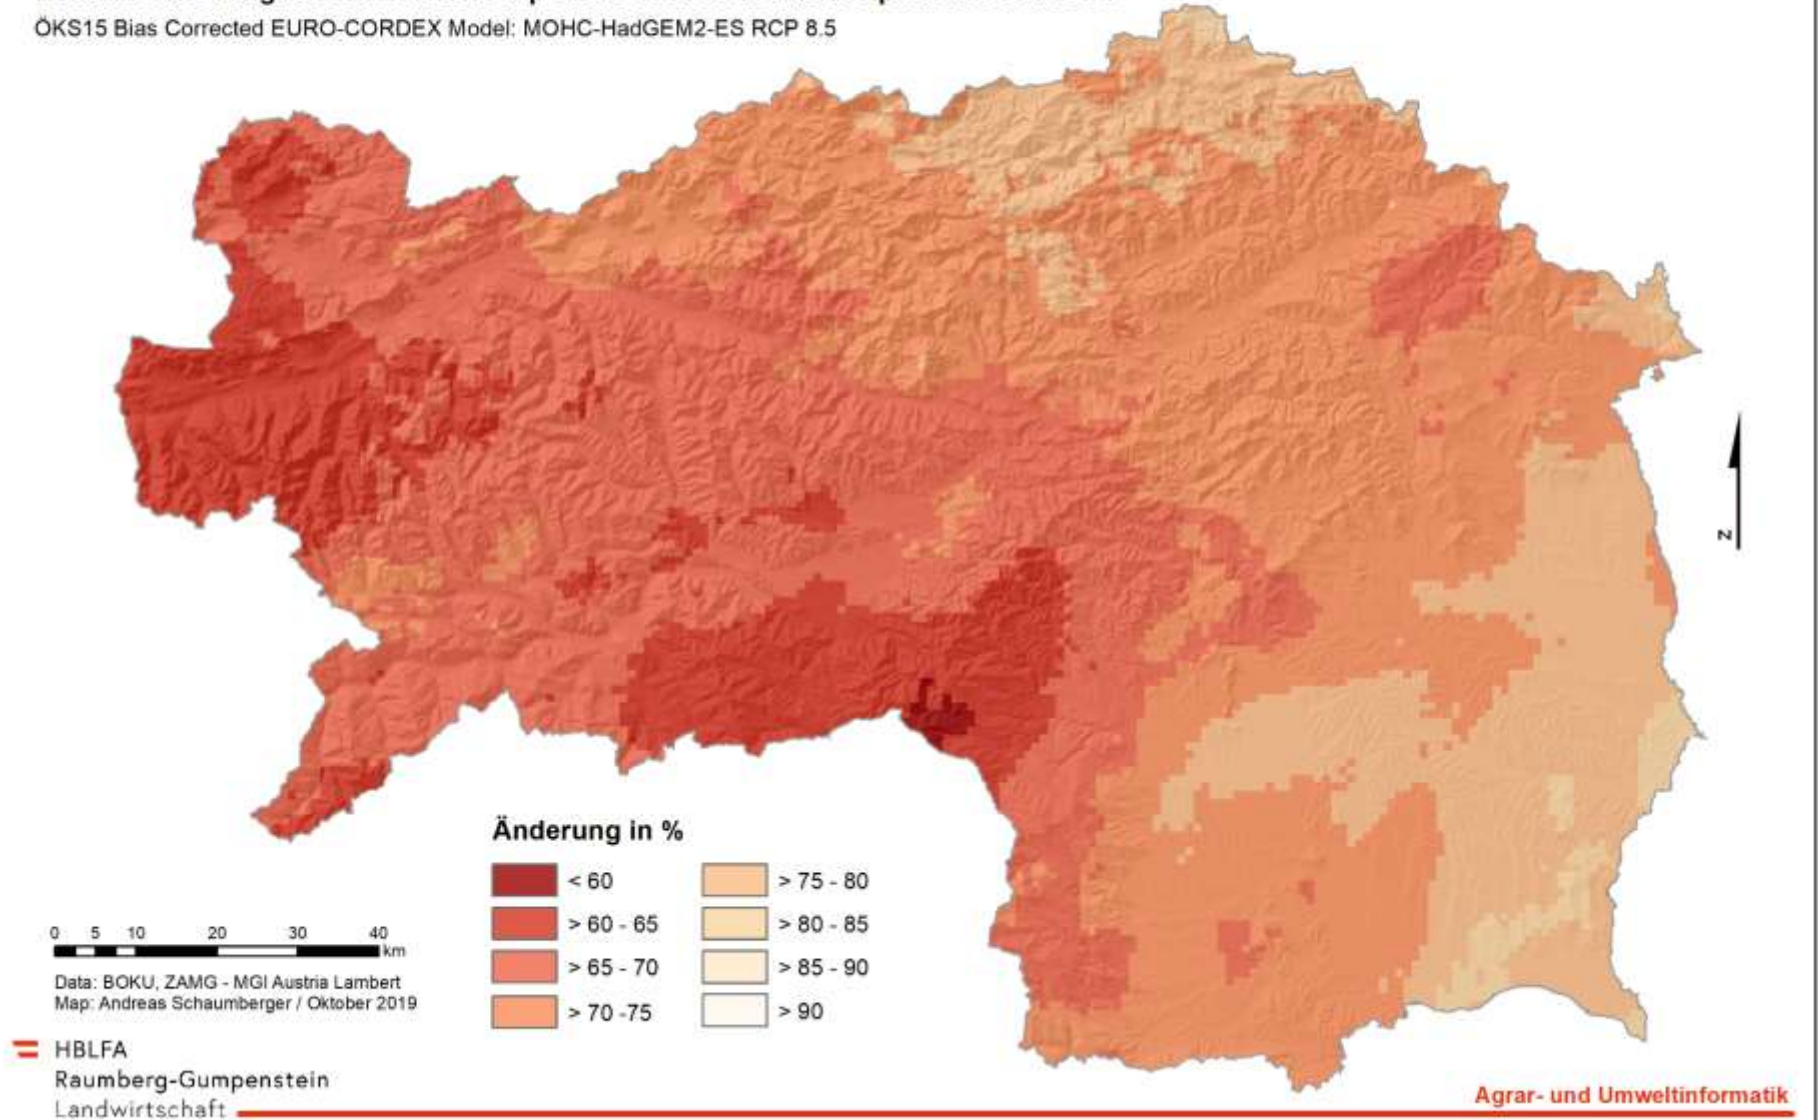 ÖKS15 Bias Corrected EURO-CORDEX Model: MOHC-HadGEM2-ES RCP 8.5
N
Änderung in %
< 60
> 60 - 65
> 65 - 70
> 70 -75
> 75 - 80
> 80 - 85
> 85 - 90
> 90
0 5 10 20 30 40
km
Data: BOKU, ZAMG - MGI Austria Lambert
Map: Andreas Schaumberger / Oktober 2019
HBLFA
Raumberg-Gumpenstein
Landwirtschaft
Agrar- und Umweltinformatik